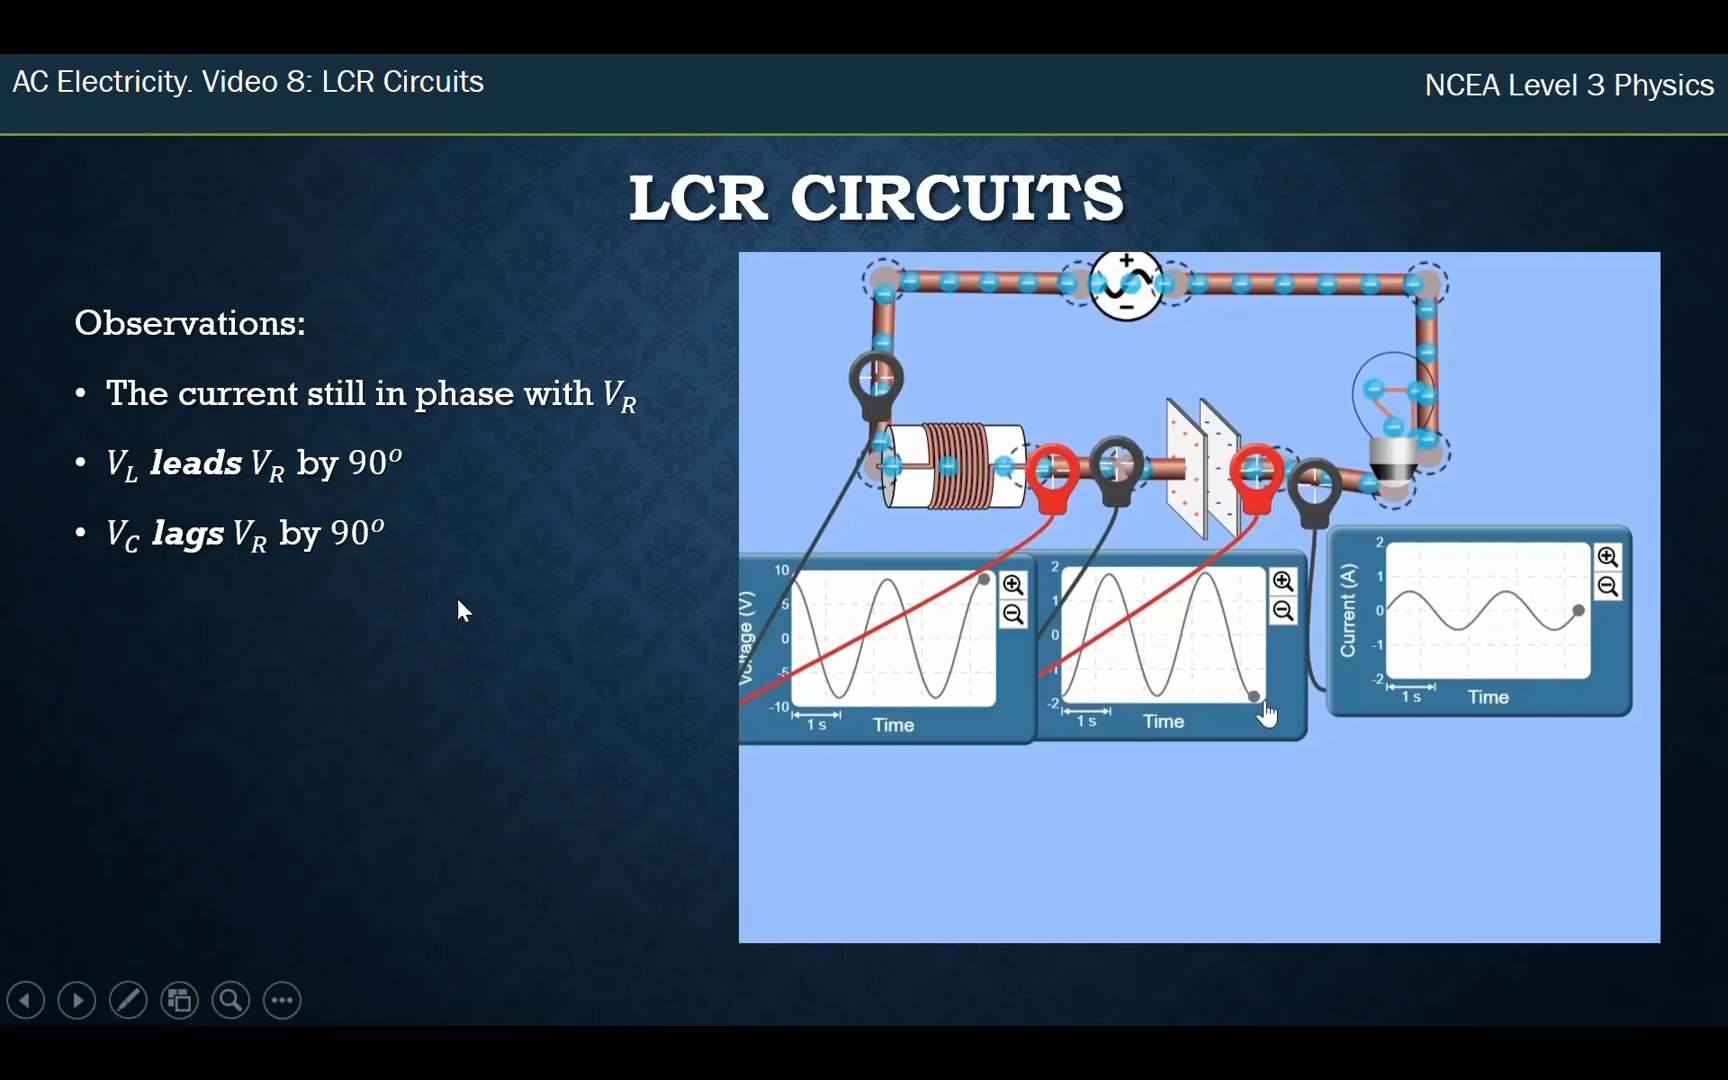 AC Electricity. Video 8: LCR Circuits
NCEA Level 3 Physics
LCR CIRCUITS
Observations:
• The current still in phase with V_R
• V_L leads V_R by 90°
• V_C lags V_R by 90°
+
−
Voltage (V)
10
5
0
-5
-10
1 s
Time
2
1
0
-2
1 s
Time
Current (A)
2
1
0
-1
-2
1 s
Time